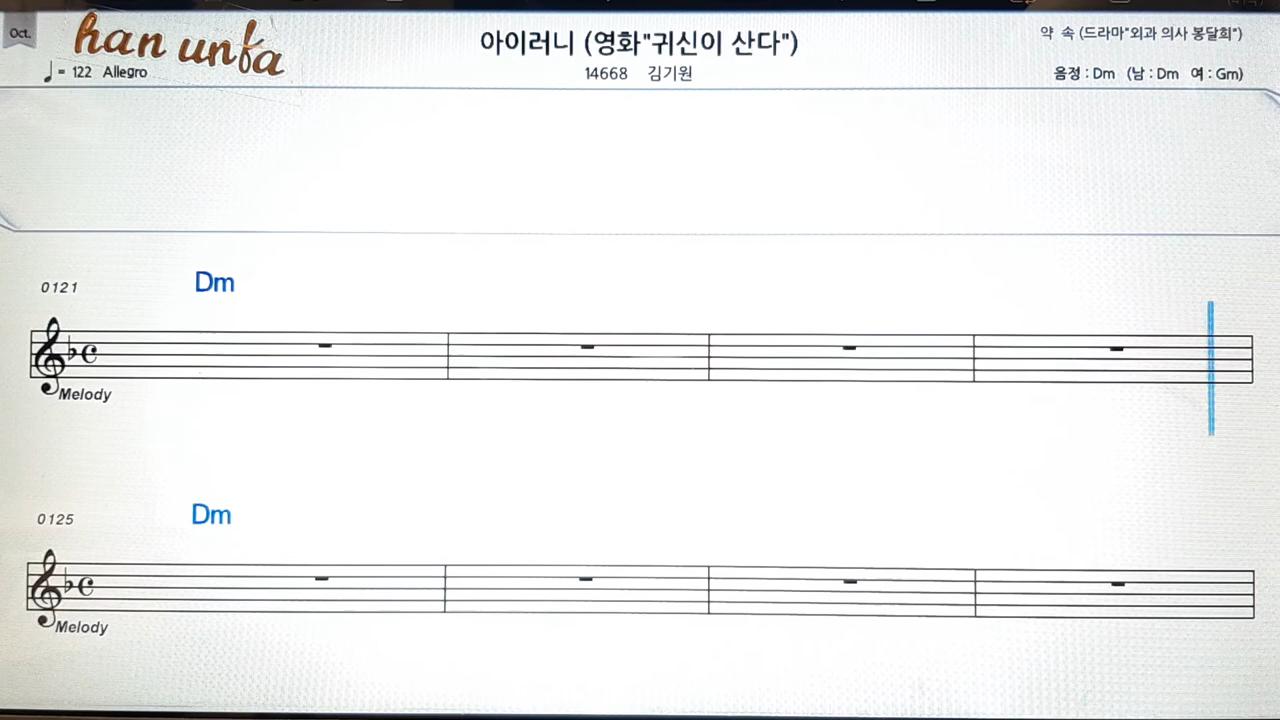 Oct.
han unfa
♩ = 122 Allegro
아이러니 (영화"귀신이 산다")
14668 김기원
약 속 (드라마"외과 의사 봉달희")
음정 : Dm (남 : Dm 여 : Gm)
0121
Dm
Melody
0125
Dm
Melody